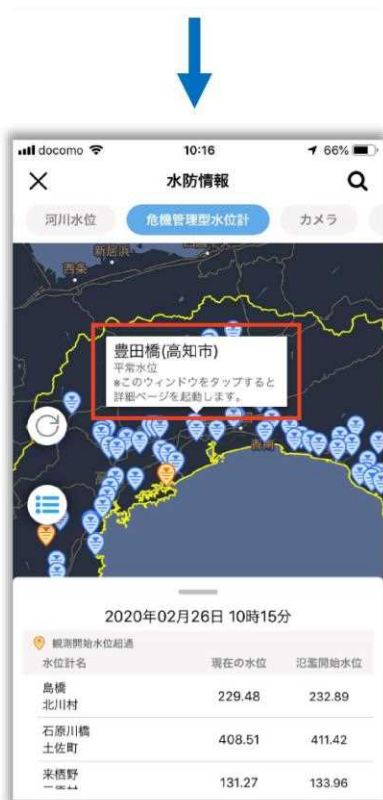 docomo
10:16
66%
水防情報
河川水位
危機管理型水位計
カメラ
新居浜
西条
豊田橋(高知市)
平常水位
※このウィンドウをタップすると
詳細ページを起動します。
2020年02月26日 10時15分
観測開始水位超過
水位計名 現在の水位 氾濫開始水位
島橋
北川村
229.48 232.89
石原川橋
土佐町
408.51 411.42
来栖野
131.27 133.96